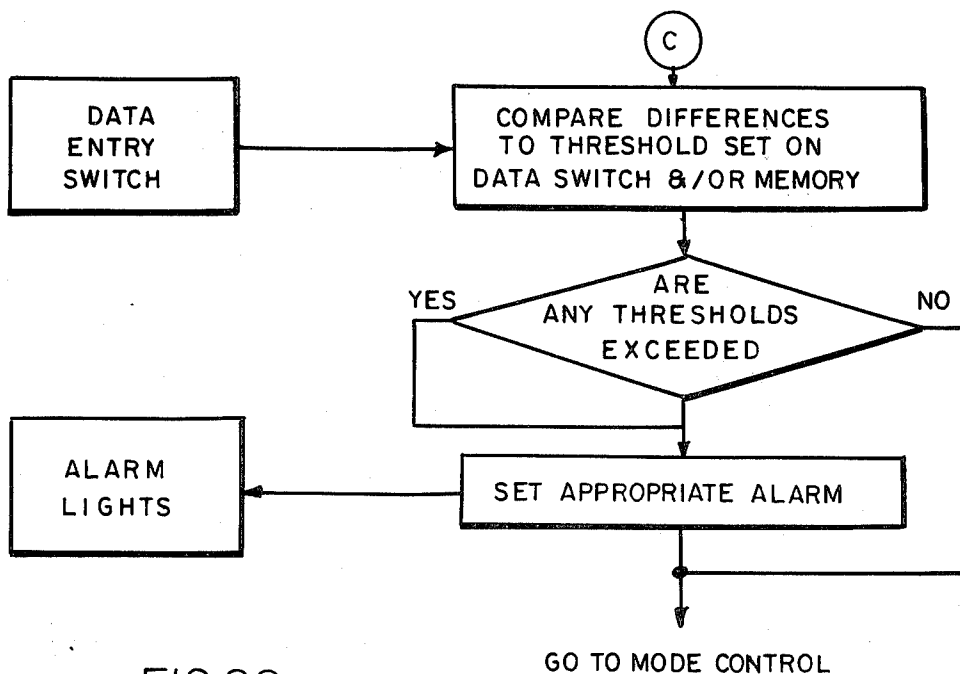 C
DATA
ENTRY
SWITCH
COMPARE DIFFERENCES
TO THRESHOLD SET ON
DATA SWITCH &/OR MEMORY
YES
ARE
ANY THRESHOLDS
EXCEEDED
NO
ALARM
LIGHTS
SET APPROPRIATE ALARM
GO TO MODE CONTROL